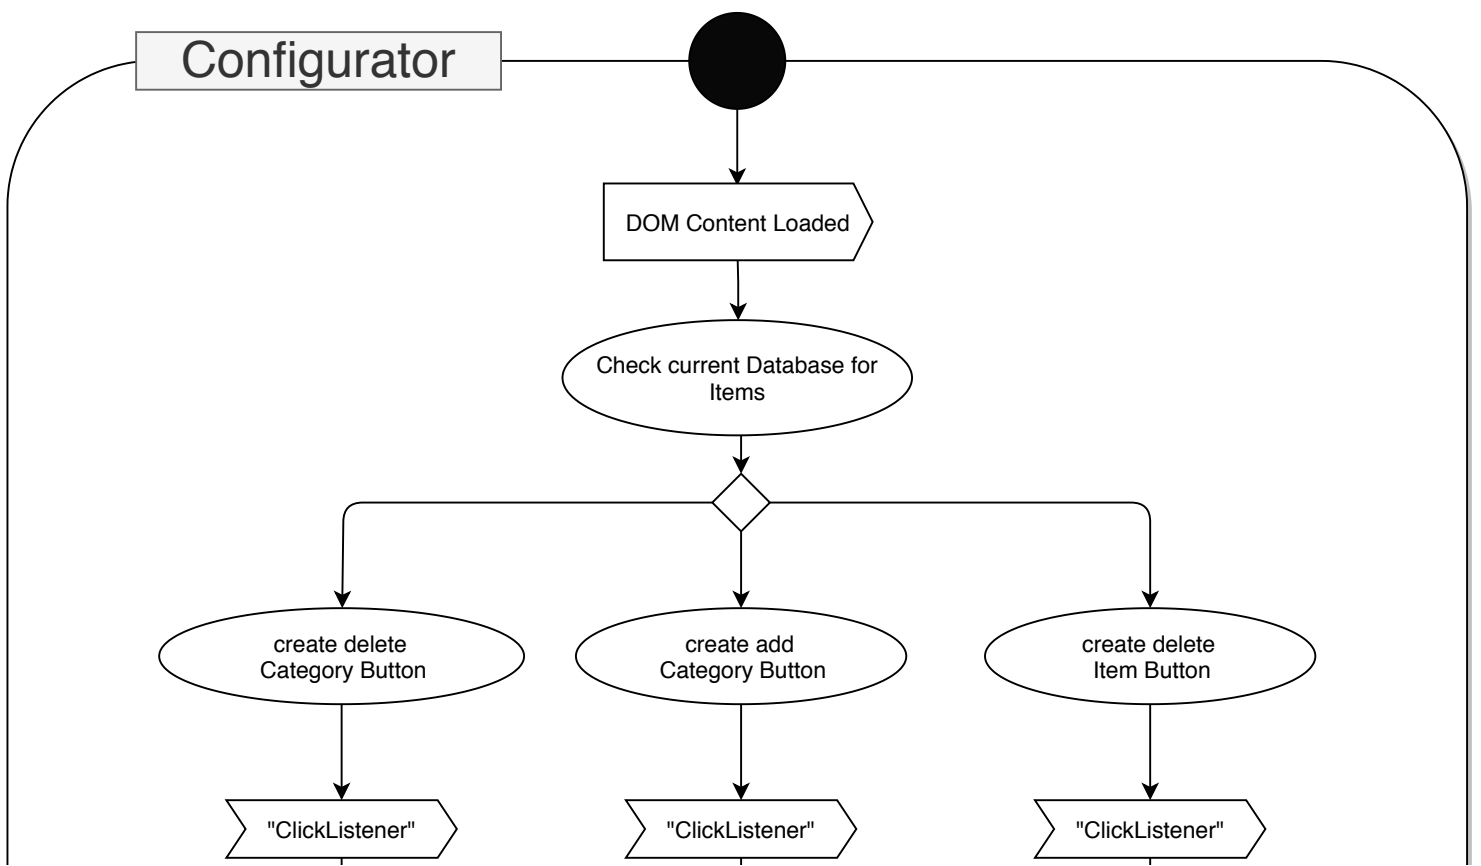 Configurator
DOM Content Loaded
Check current Database for
Items
create delete
Category Button
create add
Category Button
create delete
Item Button
"ClickListener"
"ClickListener"
"ClickListener"